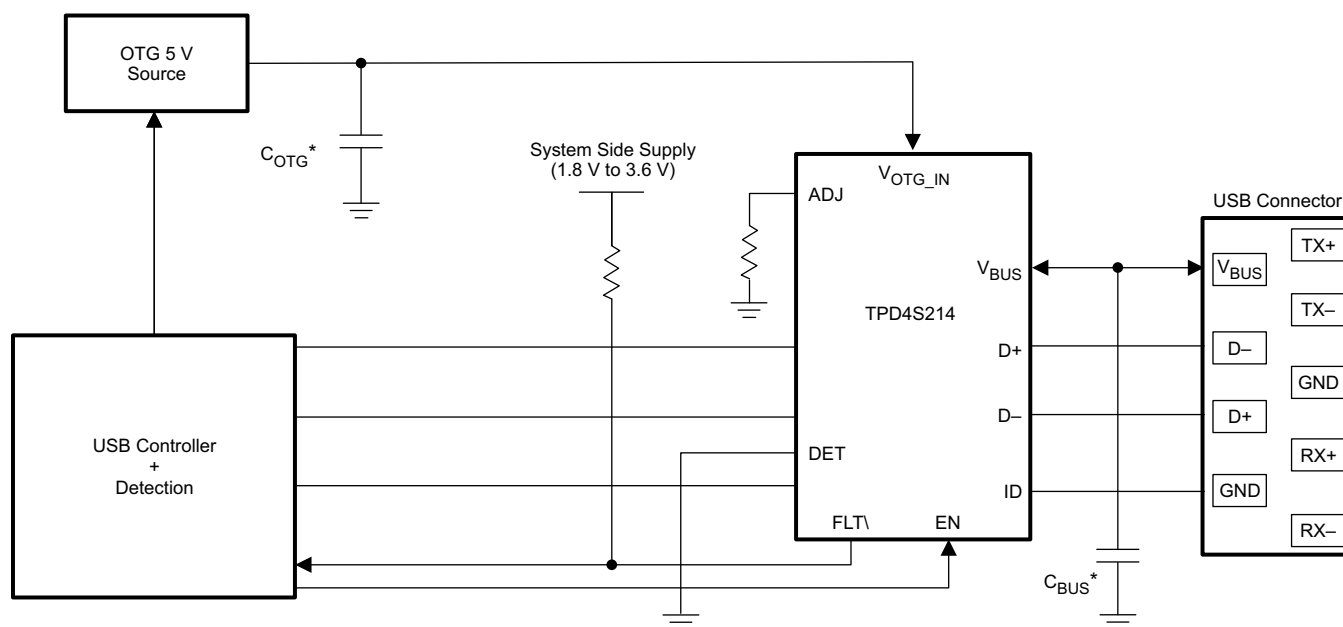 OTG 5 V
Source
C_OTG*
System Side Supply
(1.8 V to 3.6 V)
V_OTG_IN
ADJ
USB Connector
TX+
V_BUS
V_BUS
TX–
TPD4S214
D+
D–
GND
D–
D+
USB Controller
+
Detection
DET
RX+
ID
GND
FLT\
EN
RX–
C_BUS*